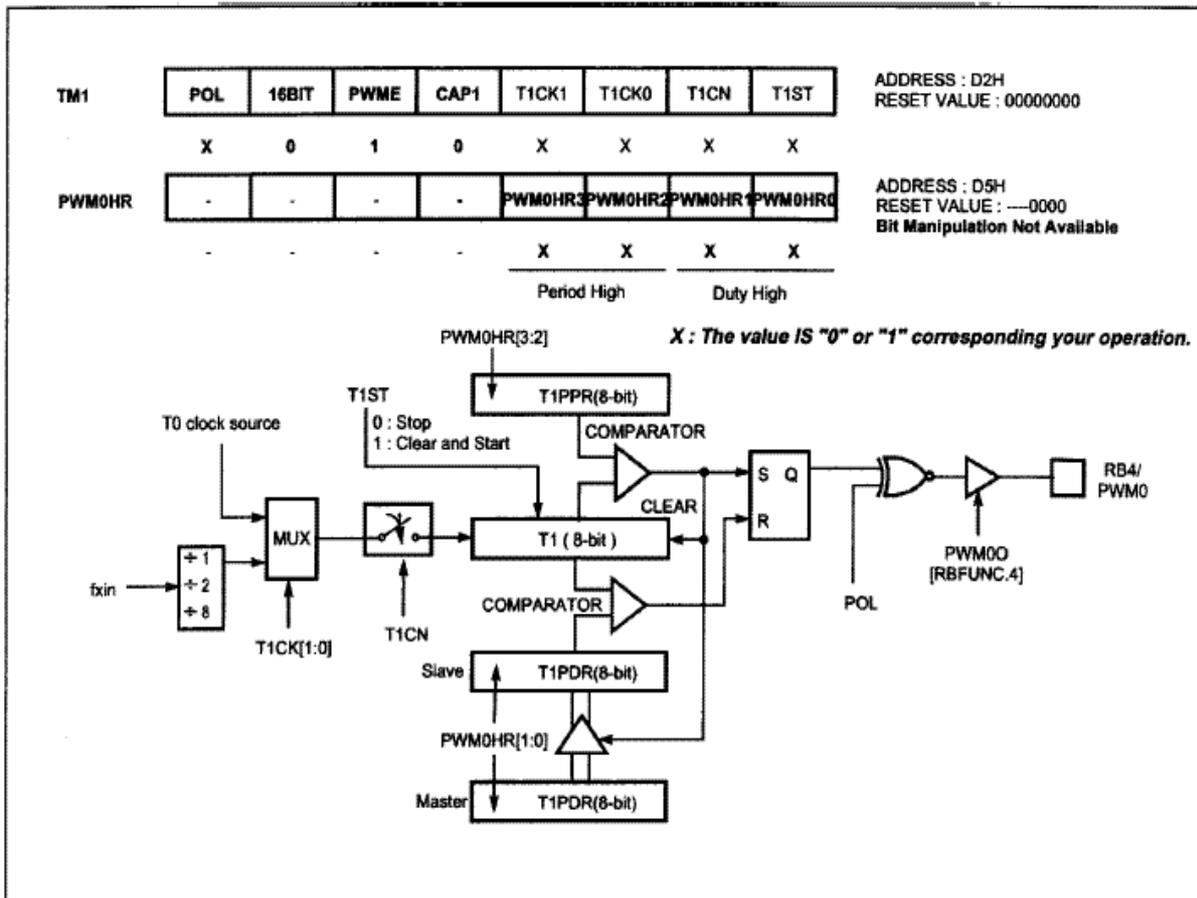 TM1 POL 16BIT PWME CAP1 T1CK1 T1CK0 T1CN T1ST
ADDRESS : D2H
RESET VALUE : 00000000
X 0 1 0 X X X X
PWM0HR - - - - PWM0HR3 PWM0HR2 PWM0HR1 PWM0HR0
ADDRESS : D5H
RESET VALUE : ----0000
Bit Manipulation Not Available
- - - - X X X X
Period High Duty High
X : The value IS "0" or "1" corresponding your operation.
PWM0HR[3:2]
T1ST
0 : Stop
1 : Clear and Start
T1PPR(8-bit)
T0 clock source
COMPARATOR
S Q
R
RB4/
PWM0
CLEAR
MUX
T1 ( 8-bit )
÷ 1
÷ 2
÷ 8
fxin
PWM0O
[RBFUNC.4]
POL
COMPARATOR
T1CK[1:0]
T1CN
Slave
T1PDR(8-bit)
PWM0HR[1:0]
Master
T1PDR(8-bit)